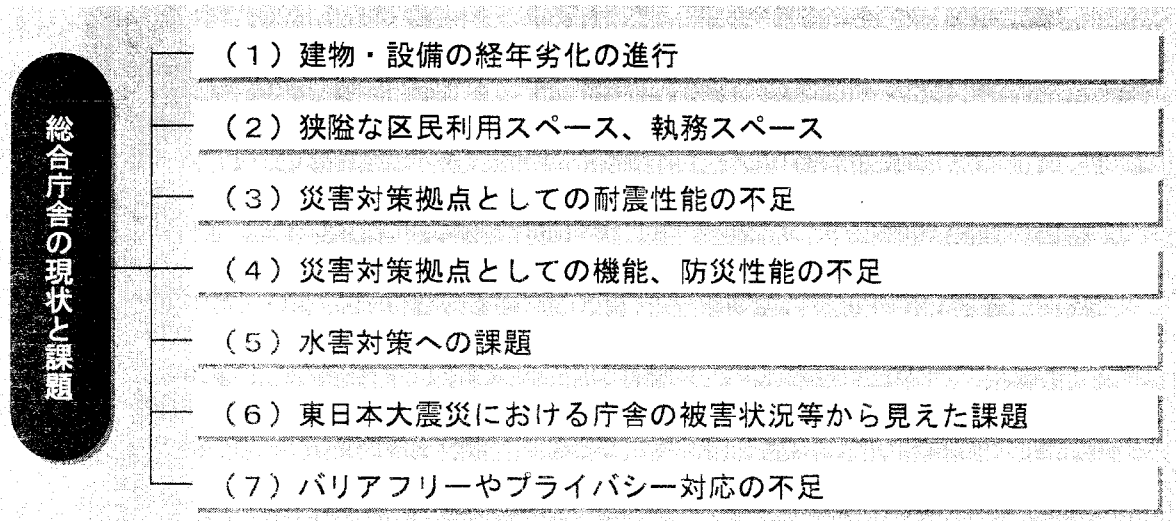 総合庁舎の現状と課題
（1）建物・設備の経年劣化の進行
（2）狭隘な区民利用スペース、執務スペース
（3）災害対策拠点としての耐震性能の不足
（4）災害対策拠点としての機能、防災性能の不足
（5）水害対策への課題
（6）東日本大震災における庁舎の被害状況等から見えた課題
（7）バリアフリーやプライバシー対応の不足